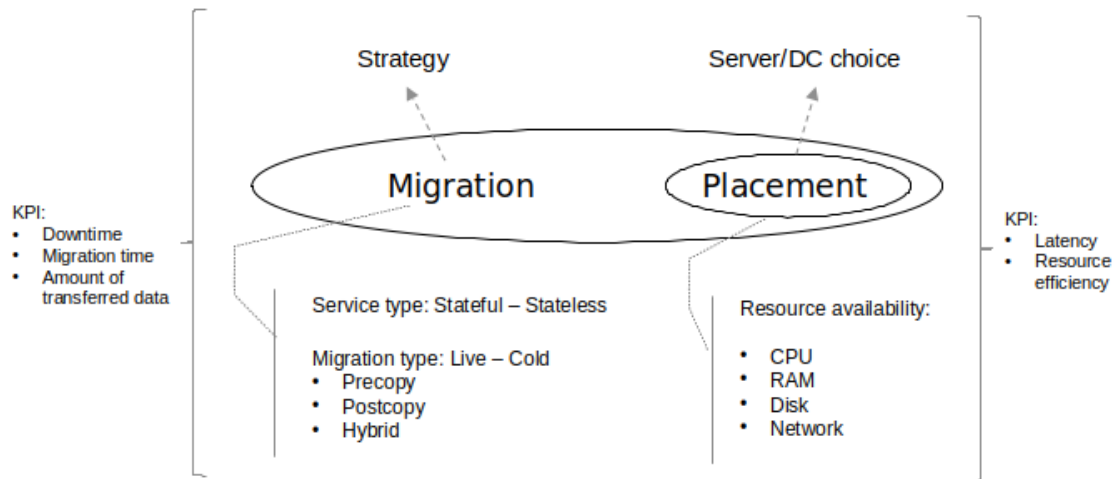 Strategy
Server/DC choice
Migration
Placement
KPI:
• Downtime
• Migration time
• Amount of
transferred data
KPI:
• Latency
• Resource
efficiency
Service type: Stateful – Stateless
Migration type: Live – Cold
• Precopy
• Postcopy
• Hybrid
Resource availability:
• CPU
• RAM
• Disk
• Network